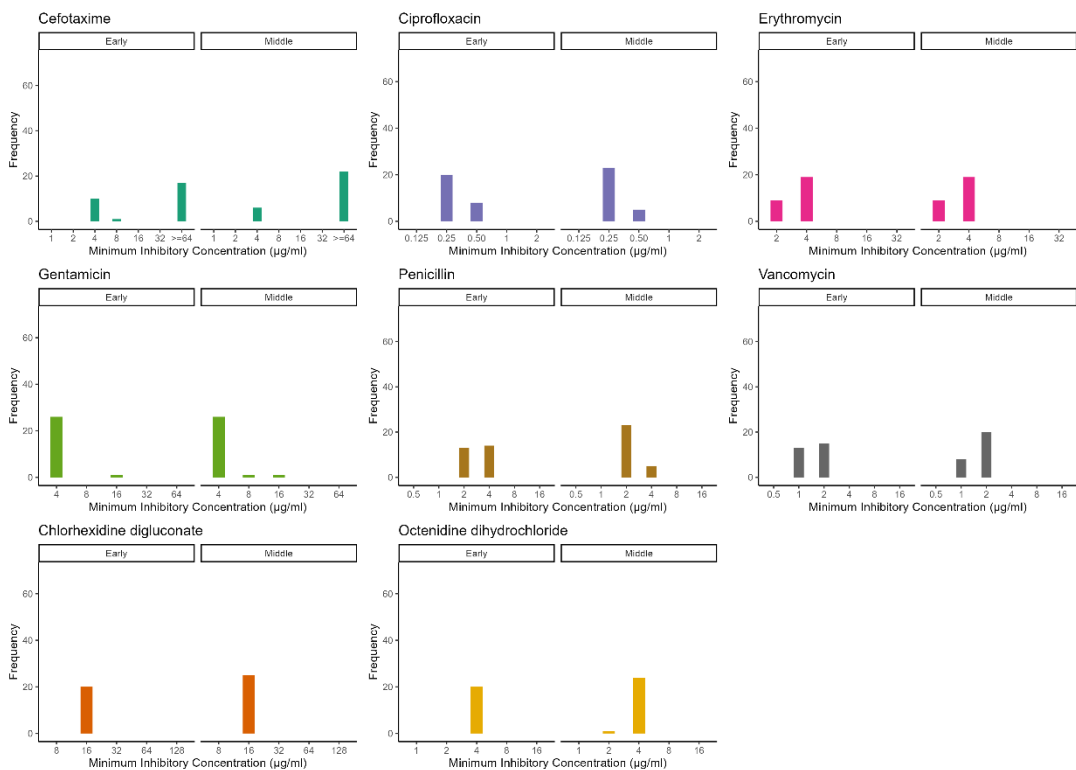 Cefotaxime
Early Middle
Frequency
60
40
20
0
1 2 4 8 16 32 >=64 1 2 4 8 16 32 >=64
Minimum Inhibitory Concentration (µg/ml)
Ciprofloxacin
Early Middle
Frequency
60
40
20
0
0.125 0.25 0.50 1 2 0.125 0.25 0.50 1 2
Minimum Inhibitory Concentration (µg/ml)
Erythromycin
Early Middle
Frequency
60
40
20
0
2 4 8 16 32 2 4 8 16 32
Minimum Inhibitory Concentration (µg/ml)
Gentamicin
Early Middle
Frequency
60
40
20
0
4 8 16 32 64 4 8 16 32 64
Minimum Inhibitory Concentration (µg/ml)
Penicillin
Early Middle
Frequency
60
40
20
0
0.5 1 2 4 8 16 0.5 1 2 4 8 16
Minimum Inhibitory Concentration (µg/ml)
Vancomycin
Early Middle
Frequency
60
40
20
0
0.5 1 2 4 8 16 0.5 1 2 4 8 16
Minimum Inhibitory Concentration (µg/ml)
Chlorhexidine digluconate
Early Middle
Frequency
60
40
20
0
8 16 32 64 128 8 16 32 64 128
Minimum Inhibitory Concentration (µg/ml)
Octenidine dihydrochloride
Early Middle
Frequency
60
40
20
0
1 2 4 8 16 1 2 4 8 16
Minimum Inhibitory Concentration (µg/ml)